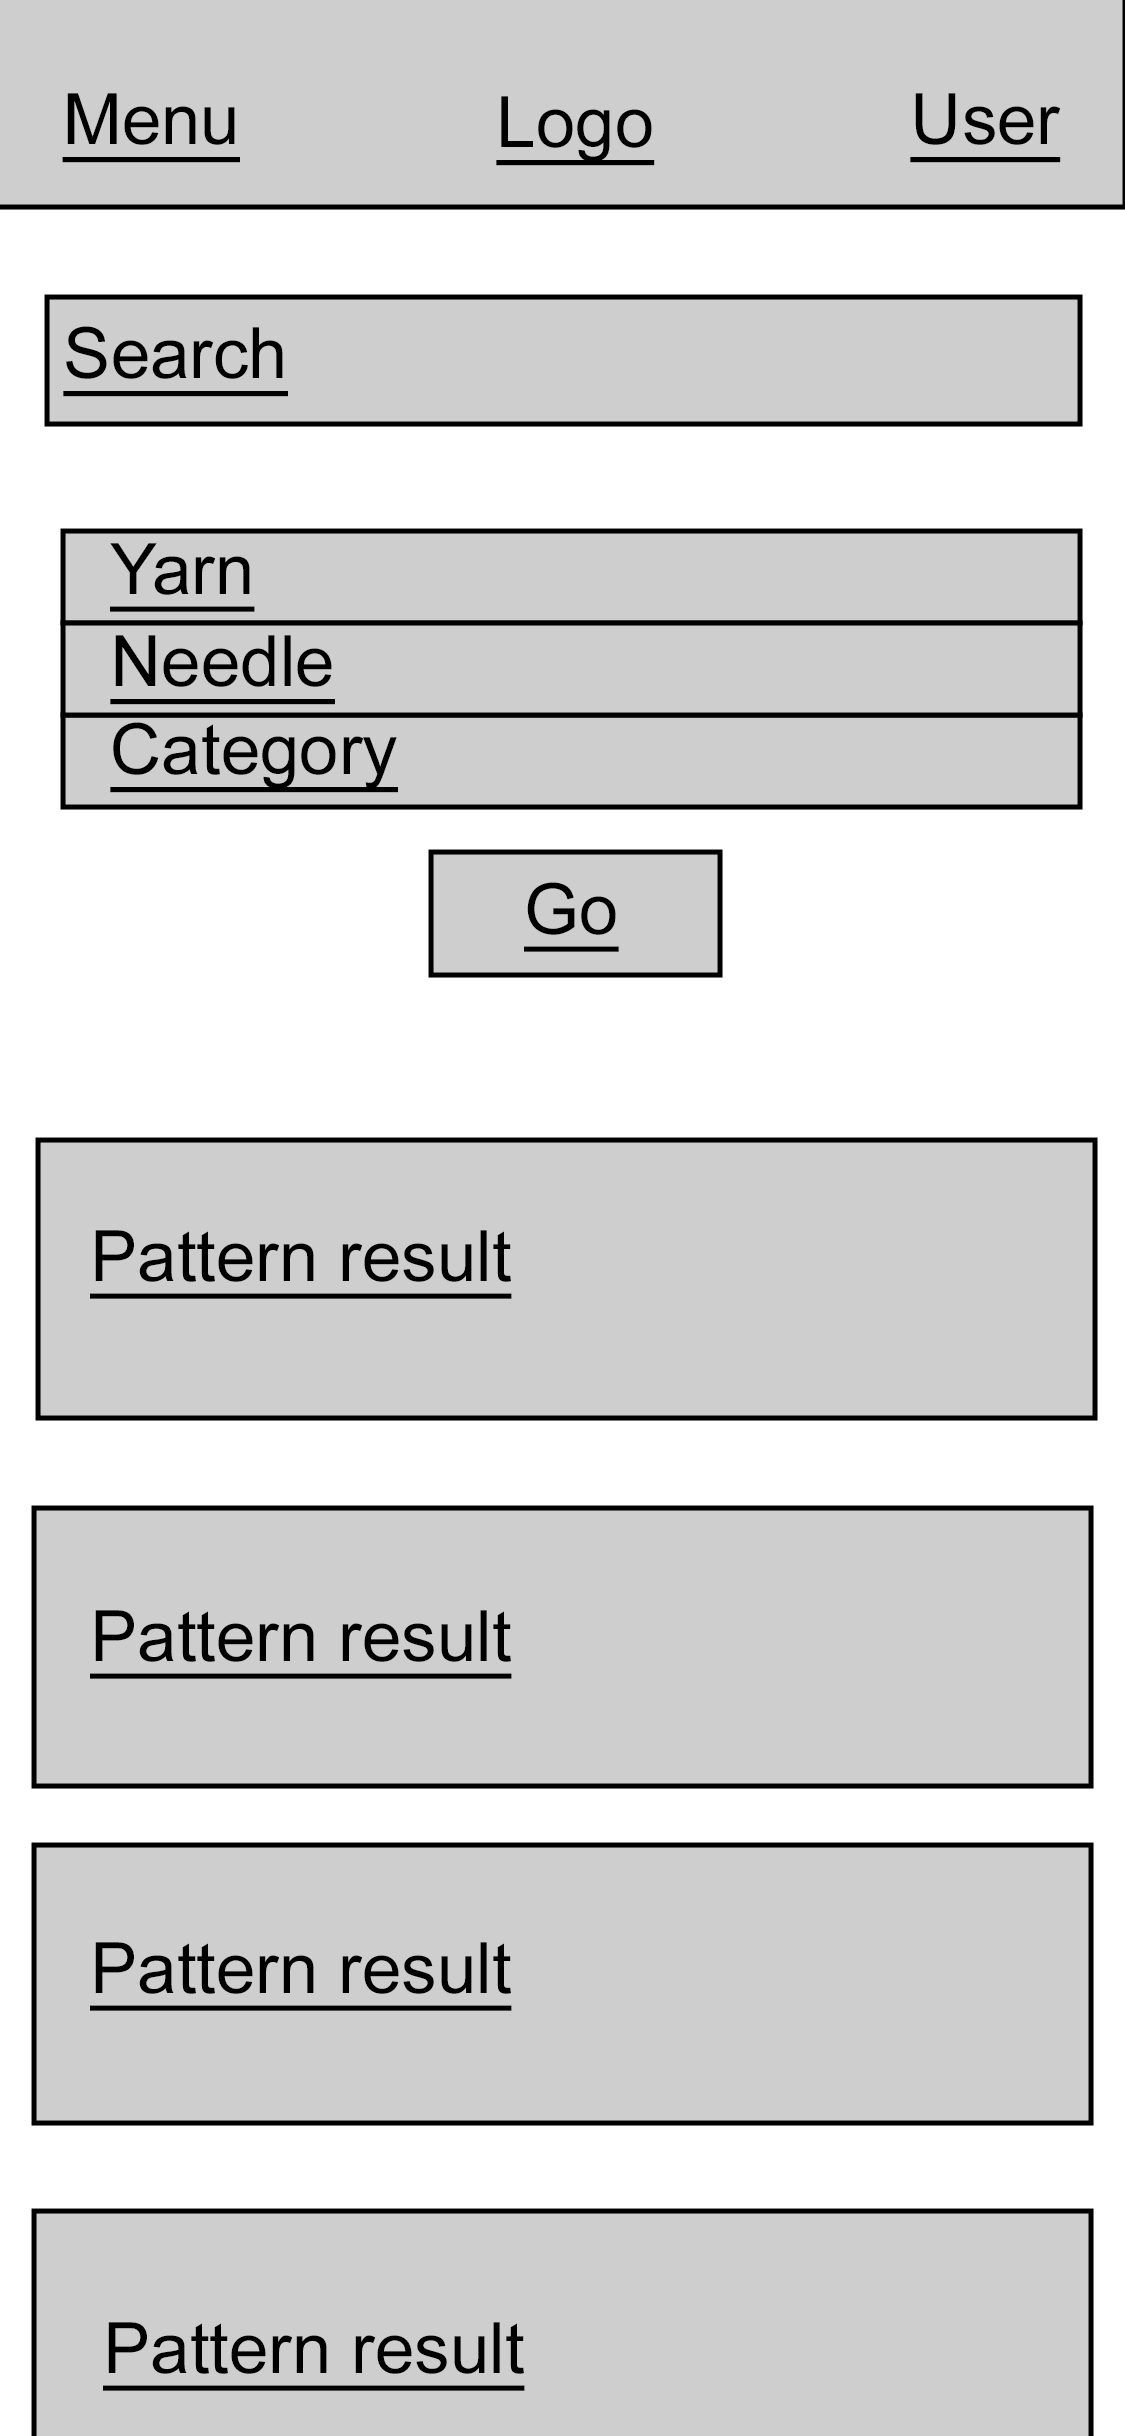 Menu
Logo
User
Search
Yarn
Needle
Category
Go
Pattern result
Pattern result
Pattern result
Pattern result